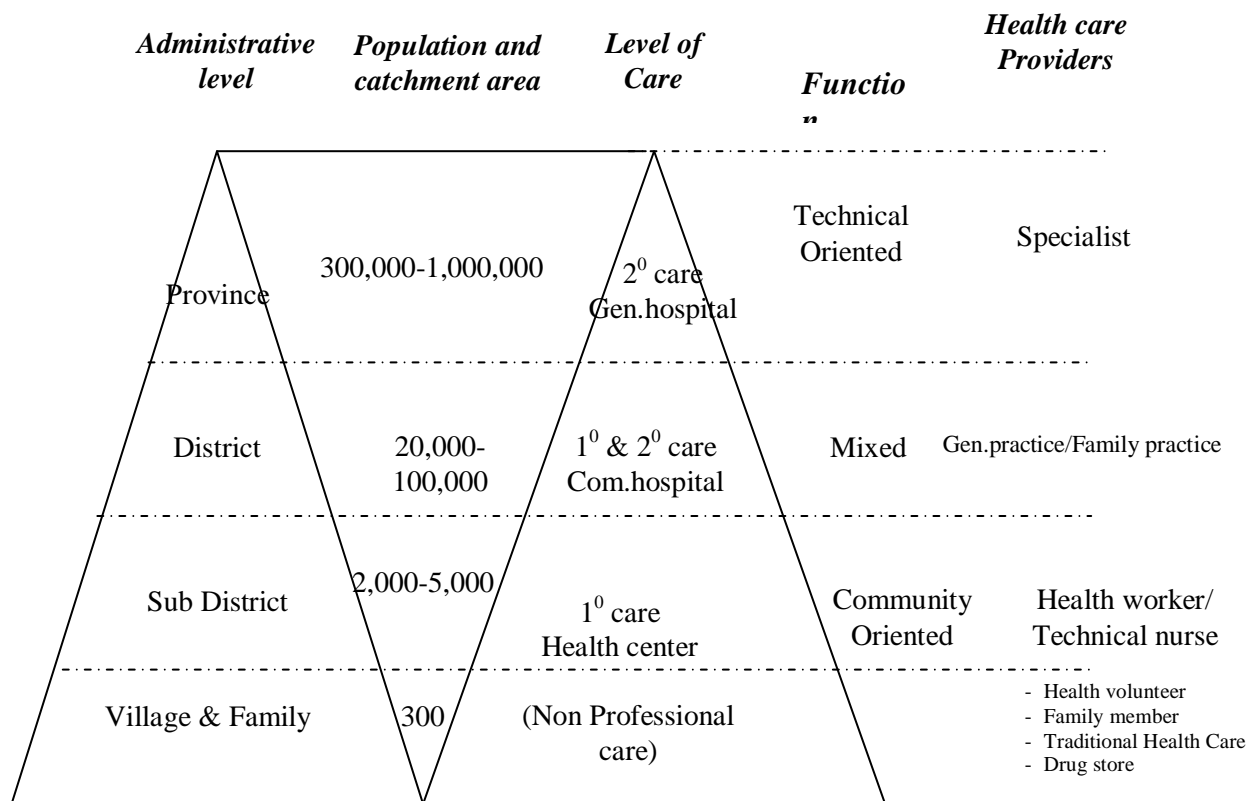 Administrative level
Population and catchment area
Level of Care
Functio
n
Health care Providers
Province
300,000-1,000,000
2⁰ care
Gen.hospital
Technical
Oriented
Specialist
District
20,000-
100,000
1⁰ & 2⁰ care
Com.hospital
Mixed
Gen.practice/Family practice
Sub District
2,000-5,000
1⁰ care
Health center
Community
Oriented
Health worker/
Technical nurse
Village & Family
300
(Non Professional
care)
- Health volunteer
- Family member
- Traditional Health Care
- Drug store